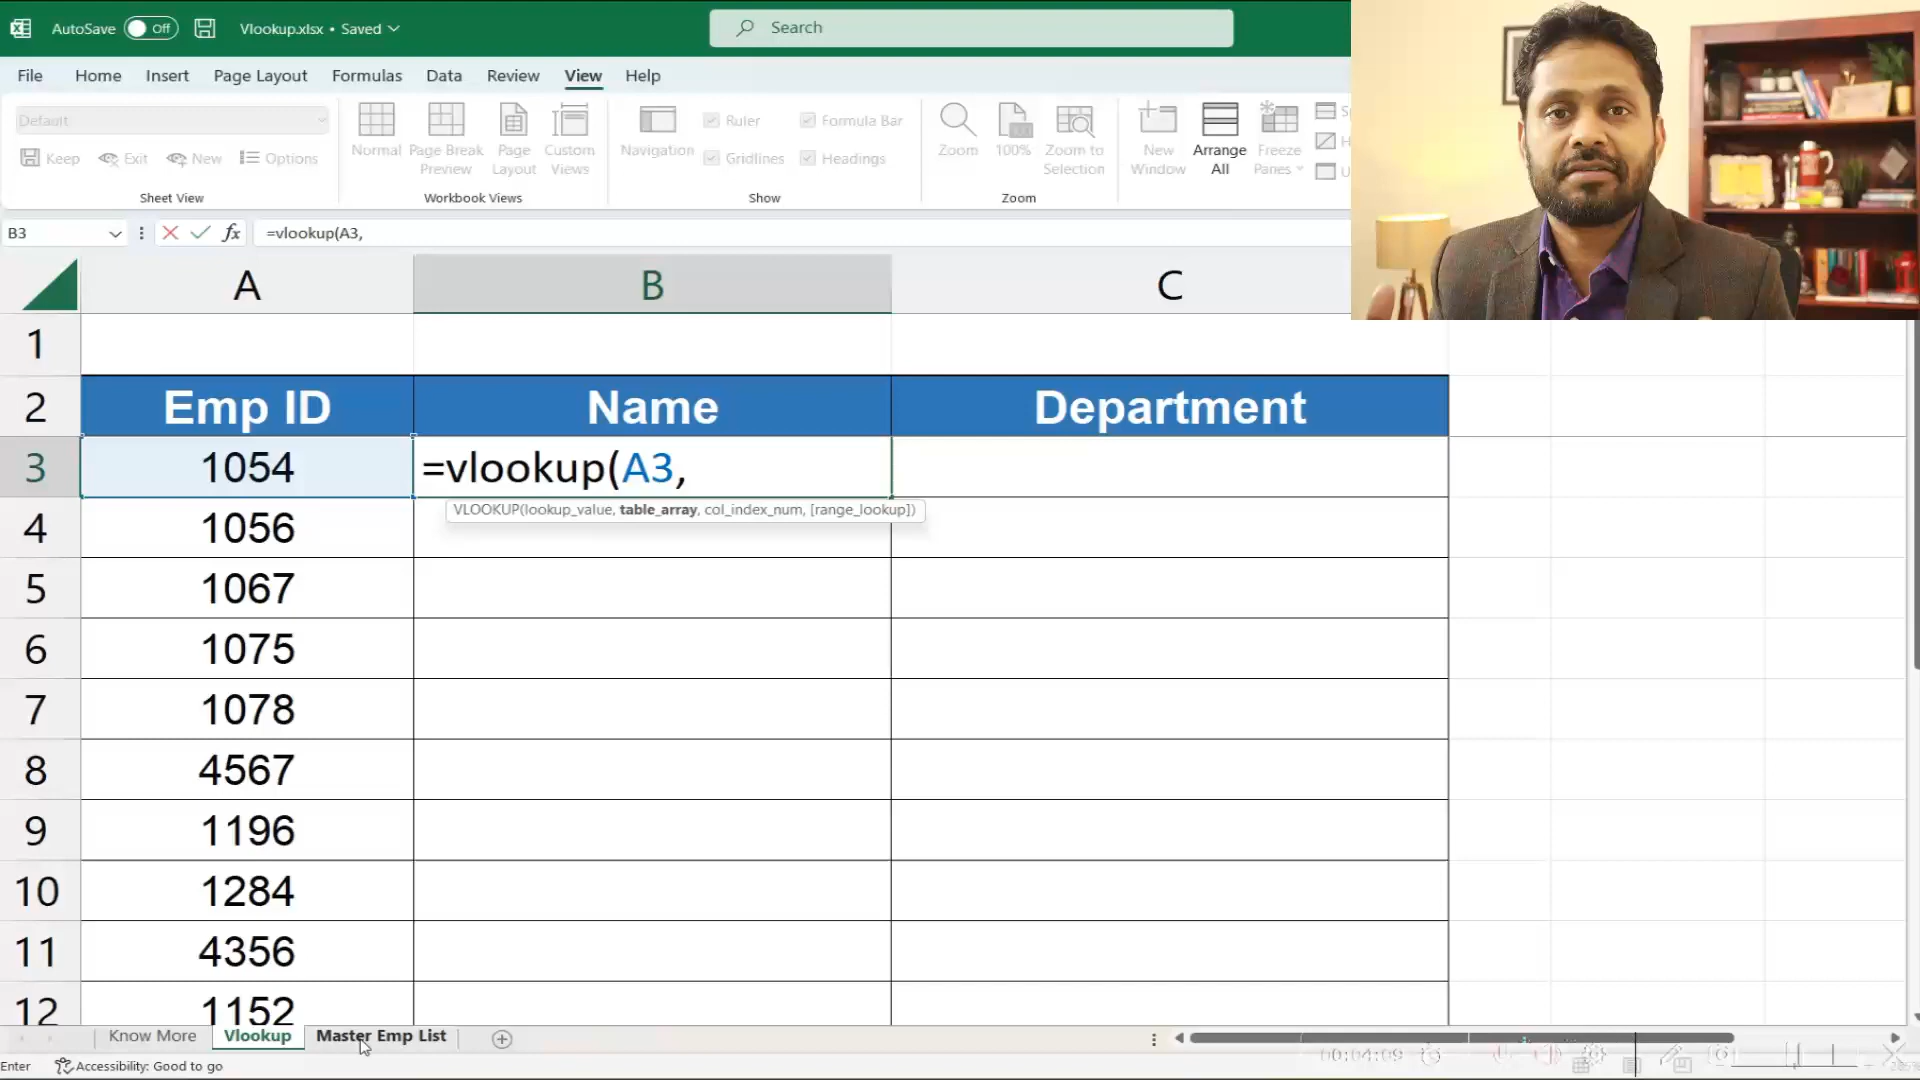 AutoSave Off Vlookup.xlsx • Saved Search
File Home Insert Page Layout Formulas Data Review View Help
Default
Keep Exit New Options
Sheet View
Normal Page Break Preview Page Layout Custom Views
Workbook Views
Navigation Ruler Formula Bar
Gridlines Headings
Show
Zoom 100% Zoom to Selection
Zoom
New Window Arrange All Freeze Panes
B3 fx =vlookup(A3,
A B C
1
2 Emp ID Name Department
3 1054 =vlookup(A3,
VLOOKUP(lookup_value, table_array, col_index_num, [range_lookup])
4 1056
5 1067
6 1075
7 1078
8 4567
9 1196
10 1284
11 4356
12 1152
Know More Vlookup Master Emp List
Enter Accessibility: Good to go 00:04:09